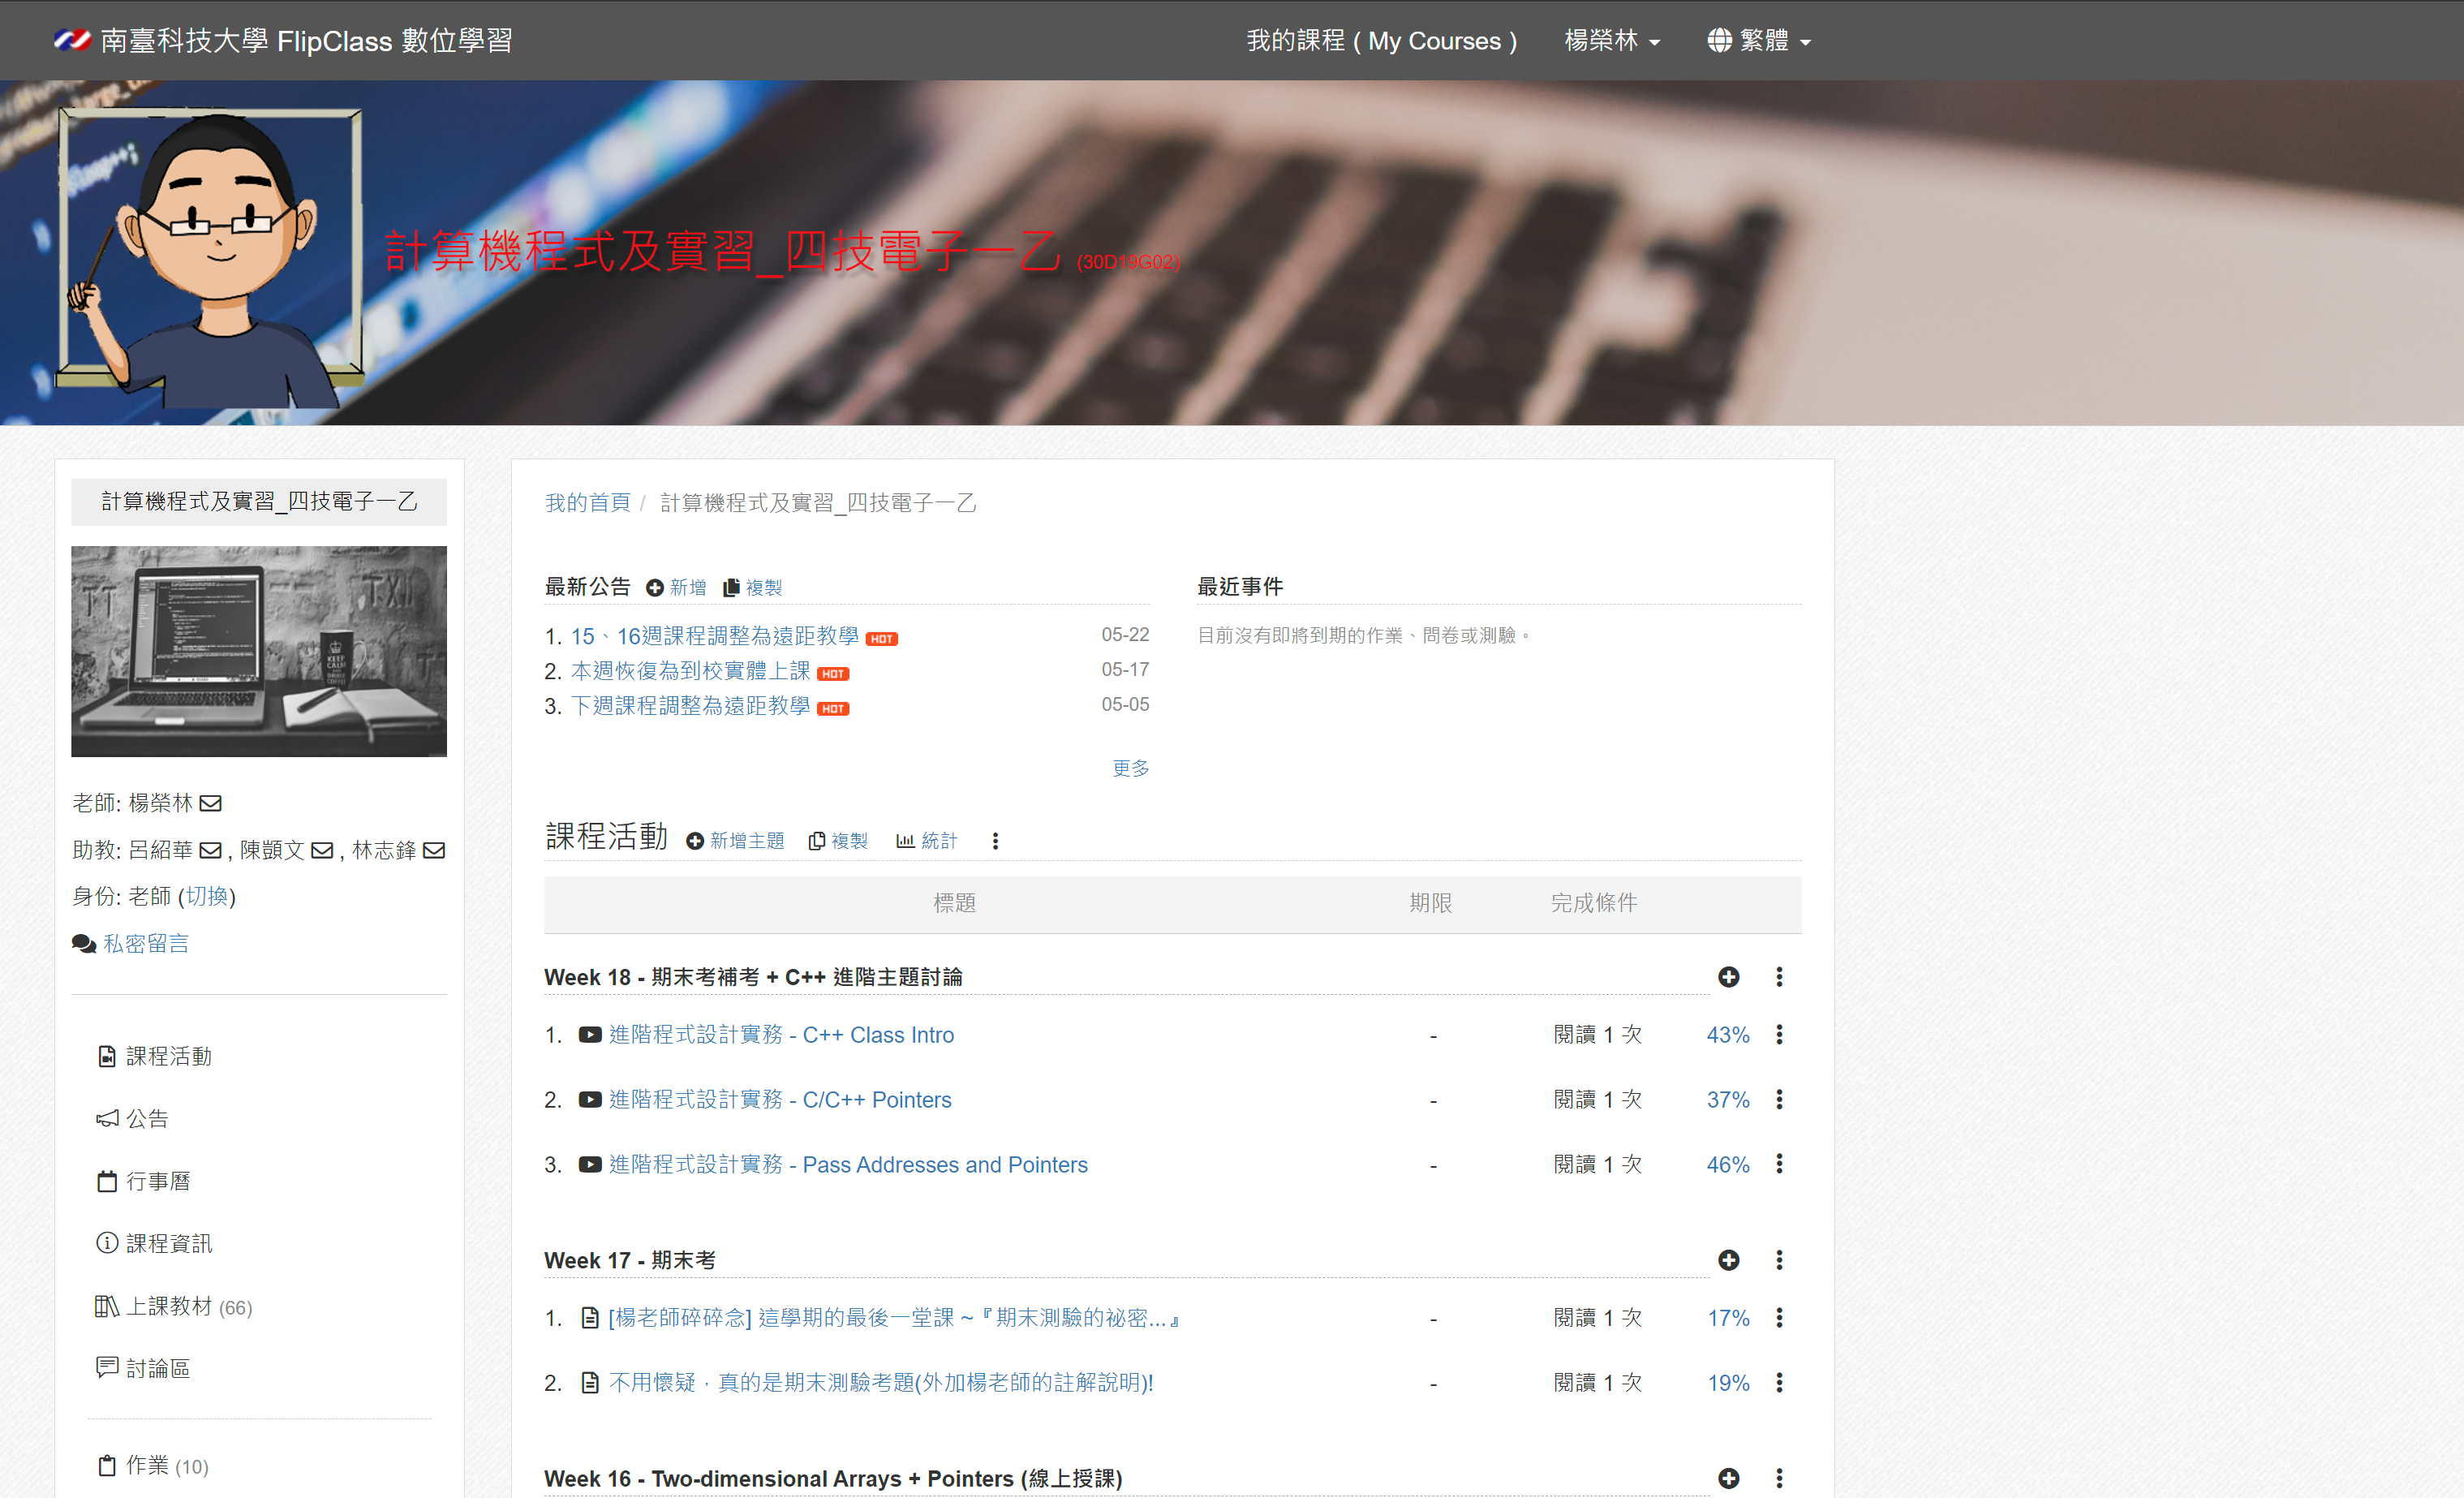 南臺科技大學 FlipClass 數位學習
我的課程 ( My Courses )
楊榮林
繁體
計算機程式及實習_四技電子一乙 (30D19G02)
計算機程式及實習_四技電子一乙
KEEP CALM
老師: 楊榮林
助教: 呂紹華 , 陳顗文 , 林志鋒
身份: 老師 (切換)
私密留言
課程活動
公告
行事曆
課程資訊
上課教材 (66)
討論區
作業 (10)
我的首頁 / 計算機程式及實習_四技電子一乙
最新公告 新增 複製
1. 15、16週課程調整為遠距教學 HOT 05-22
2. 本週恢復為到校實體上課 HOT 05-17
3. 下週課程調整為遠距教學 HOT 05-05
更多
最近事件
目前沒有即將到期的作業、問卷或測驗。
課程活動 新增主題 複製 統計
標題 期限 完成條件
Week 18 - 期末考補考 + C++ 進階主題討論
1. 進階程式設計實務 - C++ Class Intro - 閱讀 1 次 43%
2. 進階程式設計實務 - C/C++ Pointers - 閱讀 1 次 37%
3. 進階程式設計實務 - Pass Addresses and Pointers - 閱讀 1 次 46%
Week 17 - 期末考
1. [楊老師碎碎念] 這學期的最後一堂課 ~『期末測驗的祕密...』 - 閱讀 1 次 17%
2. 不用懷疑，真的是期末測驗考題(外加楊老師的註解說明)! - 閱讀 1 次 19%
Week 16 - Two-dimensional Arrays + Pointers (線上授課)